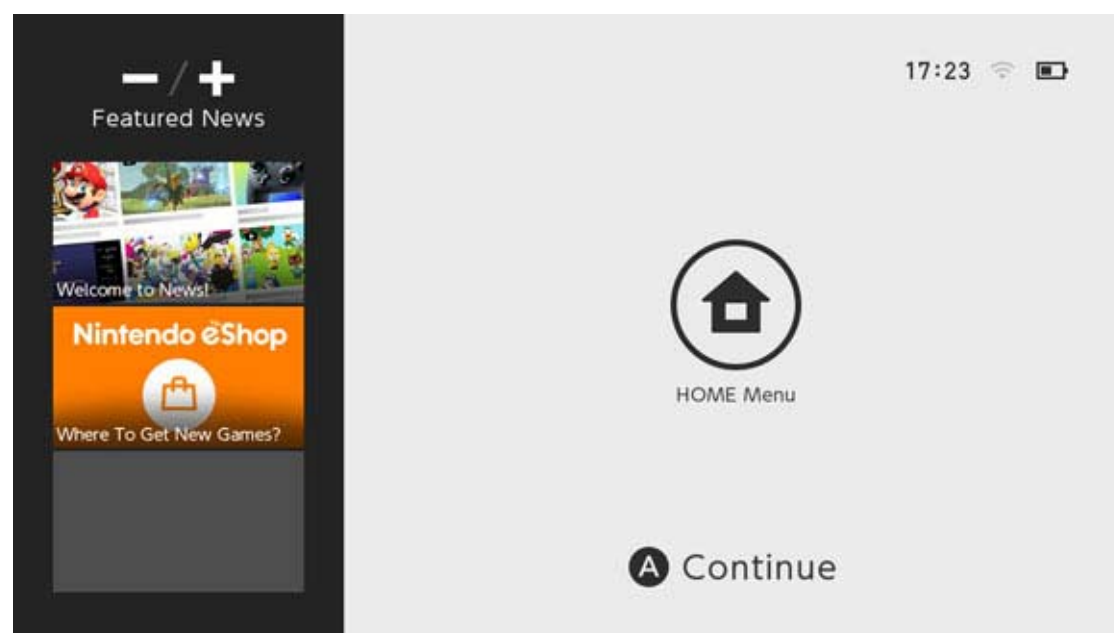 − / +
Featured News
Welcome to News!
Nintendo eShop
Where To Get New Games?
17:23
HOME Menu
A Continue